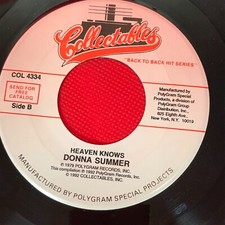 Collectables
"BACK TO BACK HIT SERIES"
COL 4334
SEND FOR
FREE
CATALOG
Side B
Manufactured by
PolyGram Special
Products, a division of
PolyGram Group
Distribution, Inc.
825 Eighth Ave.,
New York, N.Y. 10019
HEAVEN KNOWS
DONNA SUMMER
℗ 1979 POLYGRAM RECORDS, INC.
This compilation ℗ 1992 PolyGram Records, Inc.
© 1992 COLLECTABLES, INC.
MANUFACTURED BY POLYGRAM SPECIAL PROJECTS